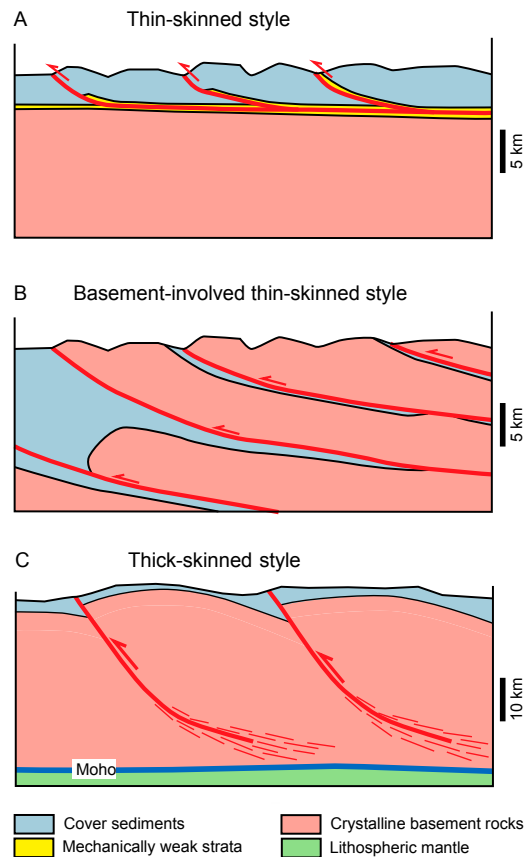 A
Thin-skinned style
5 km
B
Basement-involved thin-skinned style
5 km
C
Thick-skinned style
10 km
Moho
Cover sediments
Crystalline basement rocks
Mechanically weak strata
Lithospheric mantle